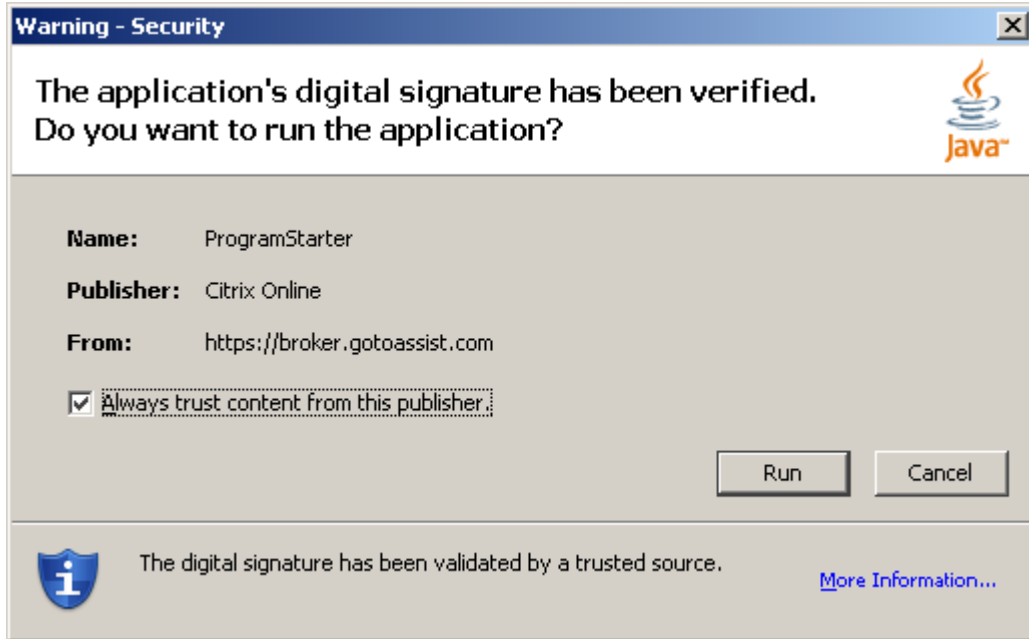 Warning - Security
The application's digital signature has been verified.
Do you want to run the application?
Java™
Name: ProgramStarter
Publisher: Citrix Online
From: https://broker.gotoassist.com
Always trust content from this publisher.
Run Cancel
The digital signature has been validated by a trusted source.
More Information...